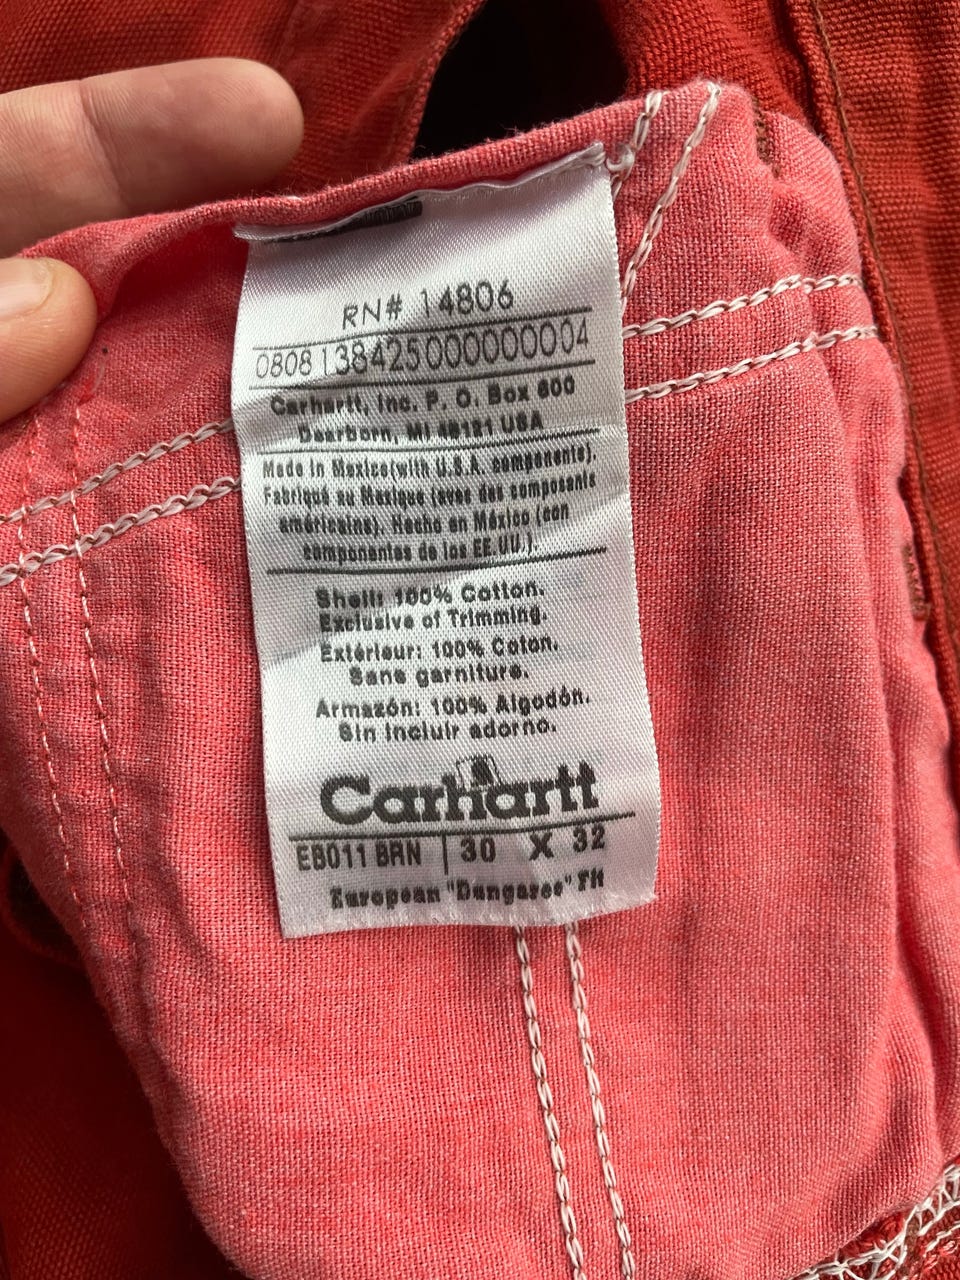 RN# 14806
08081384250000000004
Carhartt, Inc. P. O. Box 600
Dearborn, MI 48121 USA
Made in Mexico(with U.S.A. components).
Fabriqué au Mexique (avec des composants
américains). Hecho en México (con
componentes de los EE.UU.).
Shell: 100% Cotton.
Exclusive of Trimming.
Extérieur: 100% Coton.
Sans garniture.
Armazón: 100% Algodón.
Sin incluir adorno.
Carhartt
EB011 BRN | 30 X 32
European "Dungaree" Fit